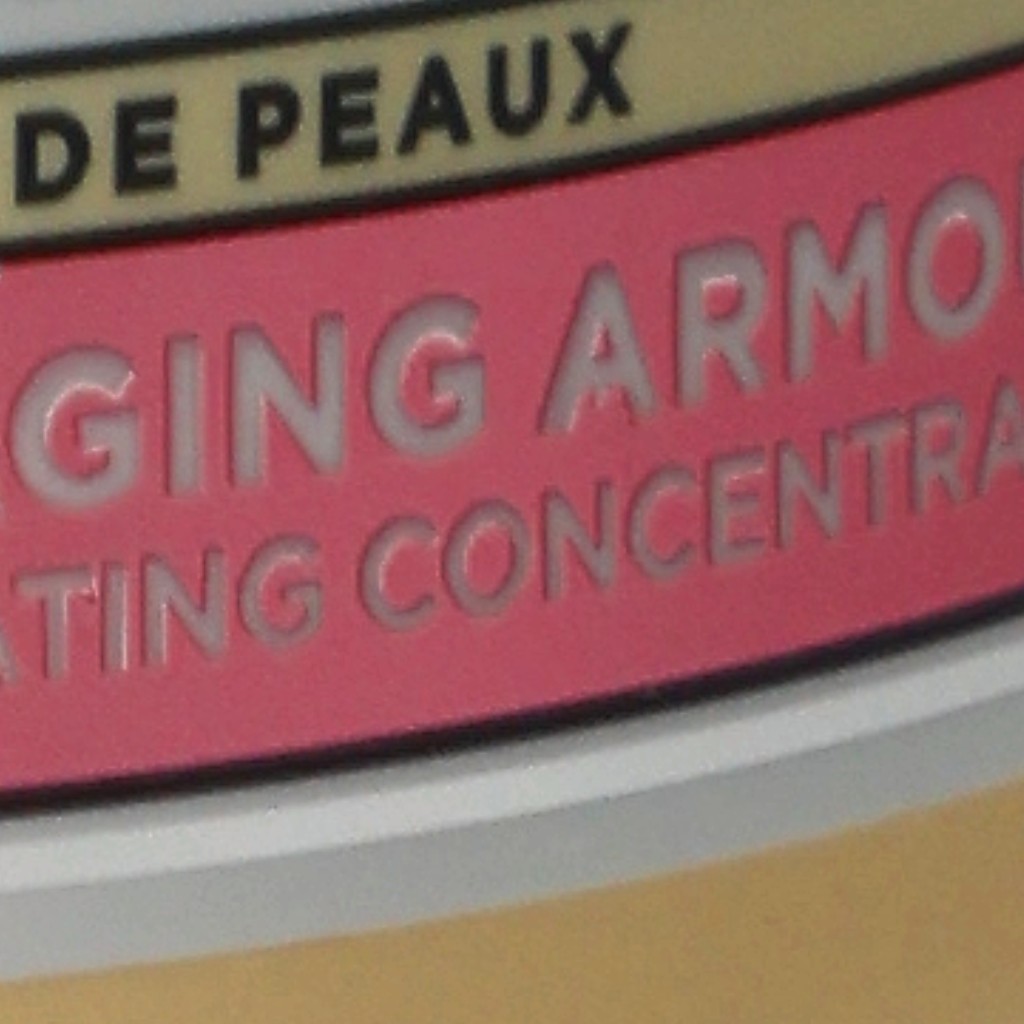 DE PEAUX
GING ARMO
ATING CONCENTRA